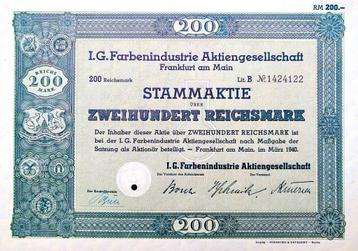 RM 200.—
200
I.G. Farbenindustrie Aktiengesellschaft
Frankfurt am Main
200 Reichsmark
Lit. B № 1424122
REICHS
200
MARK
STAMMAKTIE
ÜBER
ZWEIHUNDERT REICHSMARK
Der Inhaber dieser Aktie über ZWEIHUNDERT REICHSMARK ist
bei der I.G. Farbenindustrie Aktiengesellschaft nach Maßgabe der
Satzung als Aktionär beteiligt. — Frankfurt am Main, im März 1940.
I.G. Farbenindustrie Aktiengesellschaft
Der Vorsitzer des Aufsichtsrats
Der Vorstand
200